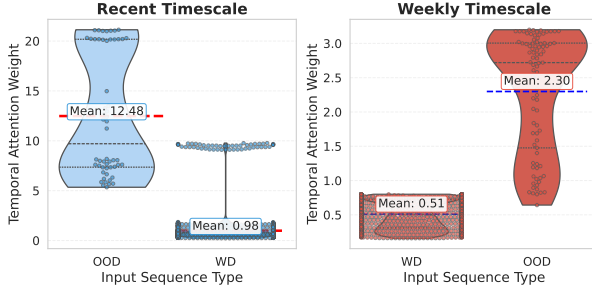 Recent Timescale
Temporal Attention Weight
20
15
10
5
0
Mean: 12.48
Mean: 0.98
OOD
WD
Input Sequence Type
Weekly Timescale
Temporal Attention Weight
3.0
2.5
2.0
1.5
1.0
0.5
Mean: 2.30
Mean: 0.51
WD
OOD
Input Sequence Type